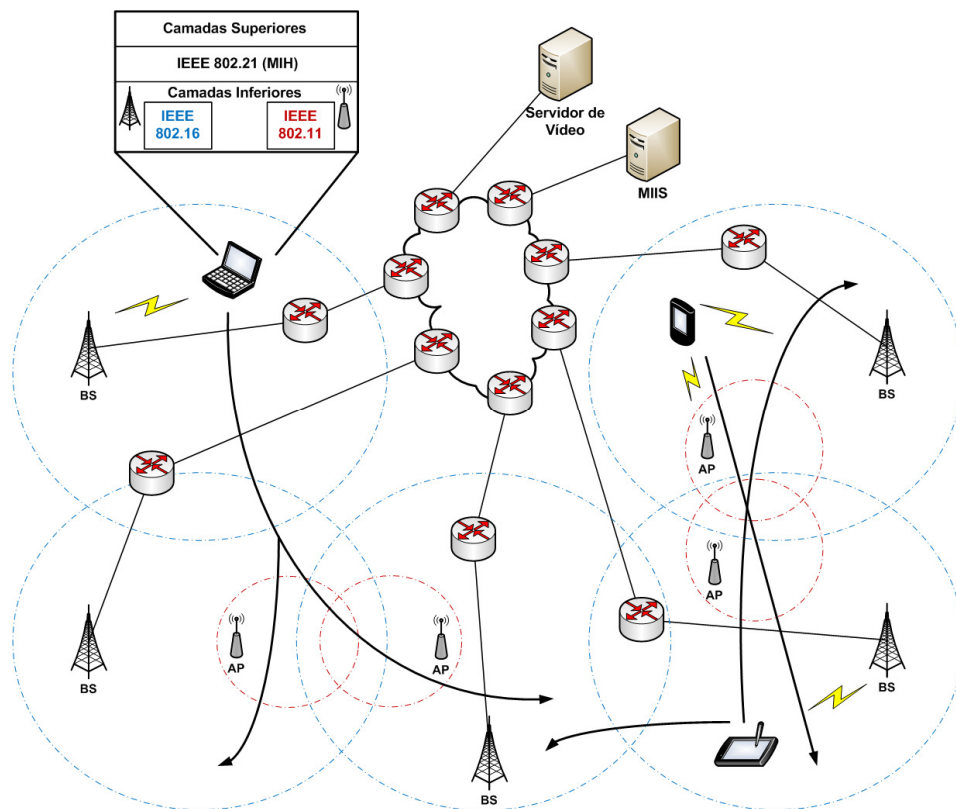 Camadas Superiores
IEEE 802.21 (MIH)
Camadas Inferiores
IEEE
802.16
IEEE
802.11
Servidor de
Vídeo
MIIS
BS
BS
AP
AP
BS
AP
AP
BS
BS